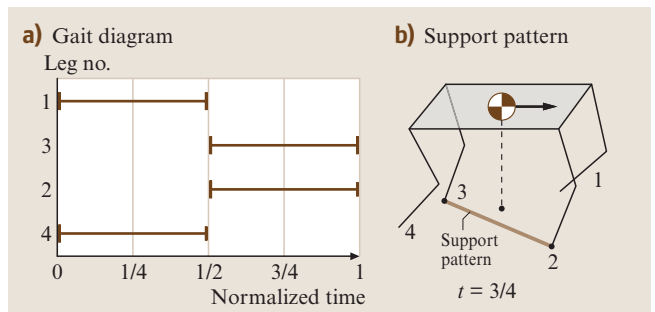 a) Gait diagram
Leg no.
1
3
2
4
0 1/4 1/2 3/4 1
Normalized time
b) Support pattern
1
3
4
Support
pattern
2
t = 3/4